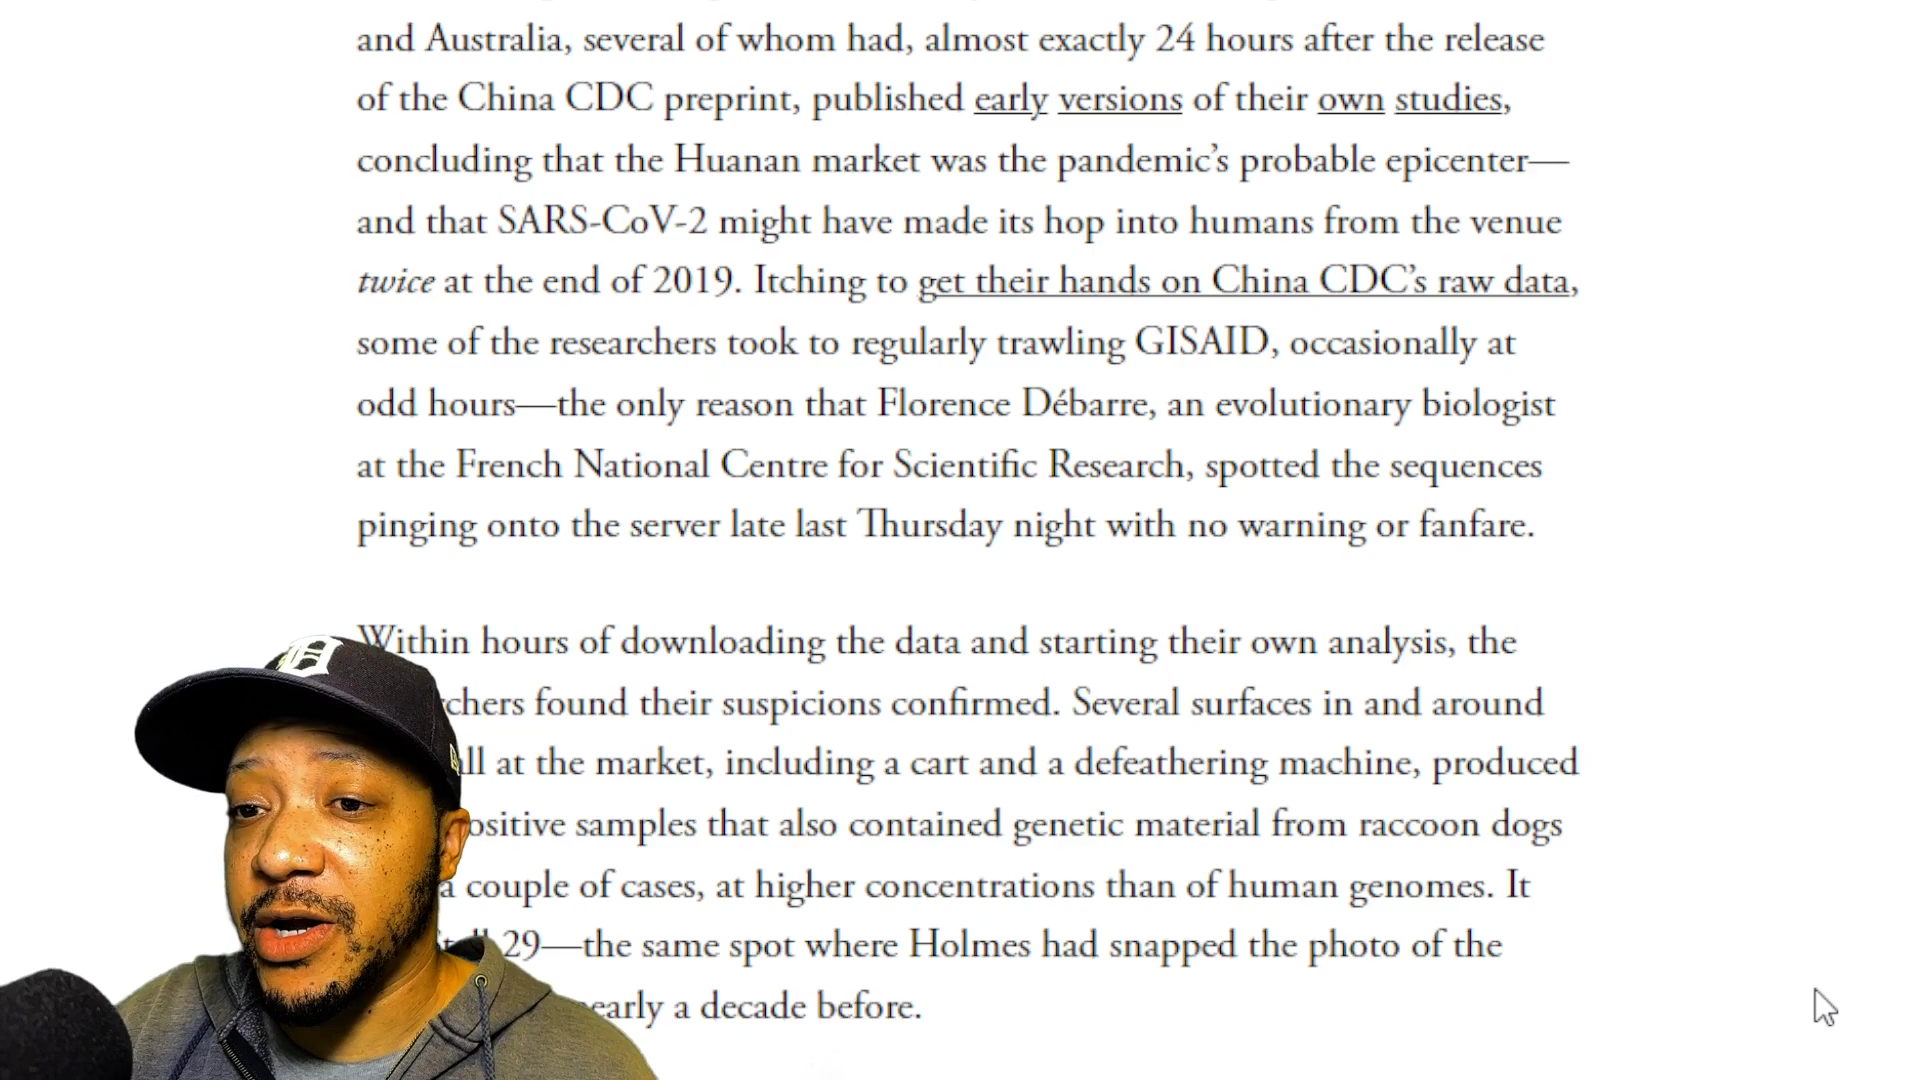 and Australia, several of whom had, almost exactly 24 hours after the release
of the China CDC preprint, published early versions of their own studies,
concluding that the Huanan market was the pandemic’s probable epicenter—
and that SARS-CoV-2 might have made its hop into humans from the venue
twice at the end of 2019. Itching to get their hands on China CDC’s raw data,
some of the researchers took to regularly trawling GISAID, occasionally at
odd hours—the only reason that Florence Débarre, an evolutionary biologist
at the French National Centre for Scientific Research, spotted the sequences
pinging onto the server late last Thursday night with no warning or fanfare.
Within hours of downloading the data and starting their own analysis, the
found their suspicions confirmed. Several surfaces in and around
at the market, including a cart and a defeathering machine, produced
samples that also contained genetic material from raccoon dogs
a couple of cases, at higher concentrations than of human genomes. It
29—the same spot where Holmes had snapped the photo of the
a decade before.
D